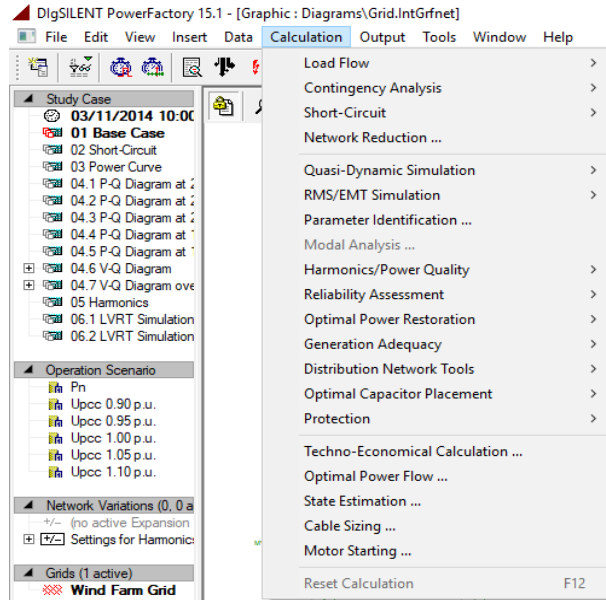 DIgSILENT PowerFactory 15.1 - [Graphic : Diagrams\Grid.IntGrfnet]
File Edit View Insert Data Calculation Output Tools Window Help
Study Case
03/11/2014 10:00
01 Base Case
02 Short-Circuit
03 Power Curve
04.1 P-Q Diagram at 2
04.2 P-Q Diagram at 2
04.3 P-Q Diagram at 2
04.4 P-Q Diagram at 1
04.5 P-Q Diagram at 1
04.6 V-Q Diagram
04.7 V-Q Diagram ove
05 Harmonics
06.1 LVRT Simulation
06.2 LVRT Simulation
Operation Scenario
Pn
Upcc 0.90 p.u.
Upcc 0.95 p.u.
Upcc 1.00 p.u.
Upcc 1.05 p.u.
Upcc 1.10 p.u.
Network Variations (0, 0 a
(no active Expansion
Settings for Harmonics
Grids (1 active)
Wind Farm Grid
Load Flow
Contingency Analysis
Short-Circuit
Network Reduction ...
Quasi-Dynamic Simulation
RMS/EMT Simulation
Parameter Identification ...
Modal Analysis ...
Harmonics/Power Quality
Reliability Assessment
Optimal Power Restoration
Generation Adequacy
Distribution Network Tools
Optimal Capacitor Placement
Protection
Techno-Economical Calculation ...
Optimal Power Flow ...
State Estimation ...
Cable Sizing ...
Motor Starting ...
Reset Calculation F12